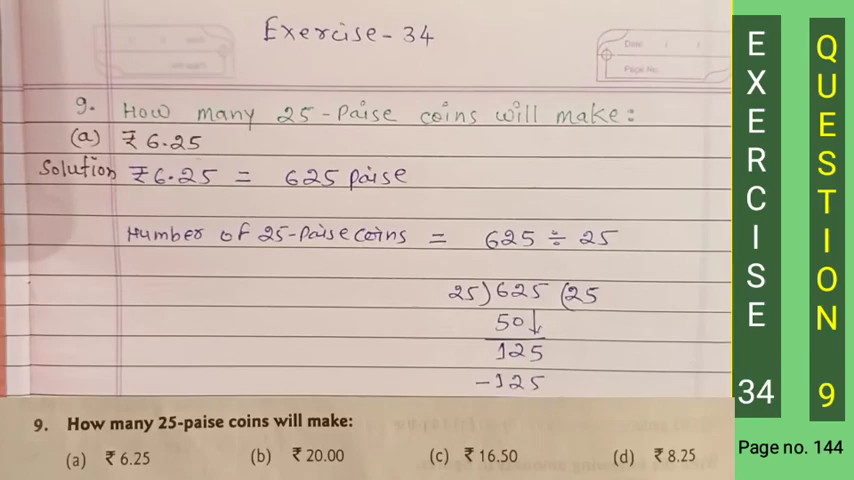 Exercise - 34
Date / /
Page No.
9. How many 25-Paise coins will make:
(a) ₹ 6.25
Solution ₹6.25 = 625 paise
Number of 25-Paise coins = 625 ÷ 25
25)625(25
50↓
125
-125
9. How many 25-paise coins will make:
(a) ₹ 6.25 (b) ₹ 20.00 (c) ₹ 16.50 (d) ₹ 8.25
EXERCISE 34
QUESTION 9
Page no. 144